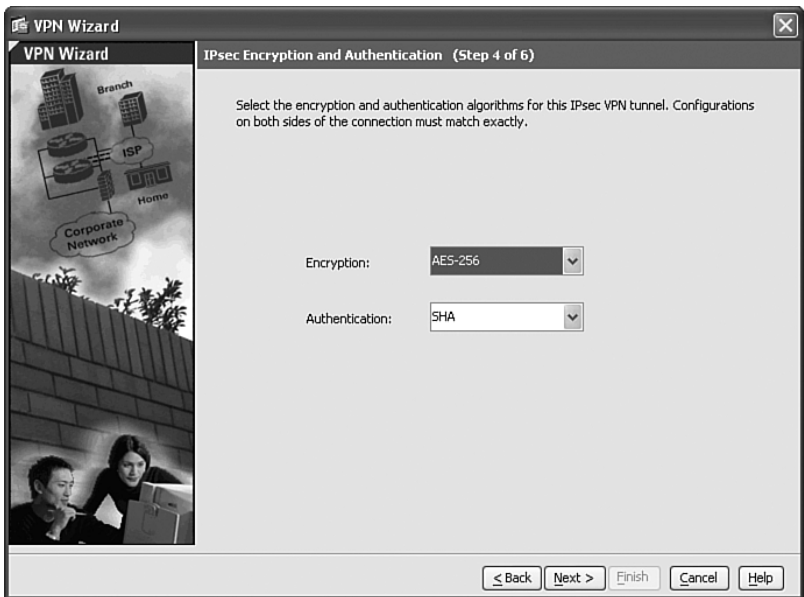 VPN Wizard
VPN Wizard
IPsec Encryption and Authentication (Step 4 of 6)
Branch
ISP
Home
Corporate
Network
Select the encryption and authentication algorithms for this IPsec VPN tunnel. Configurations
on both sides of the connection must match exactly.
Encryption: AES-256
Authentication: SHA
< Back Next > Finish Cancel Help